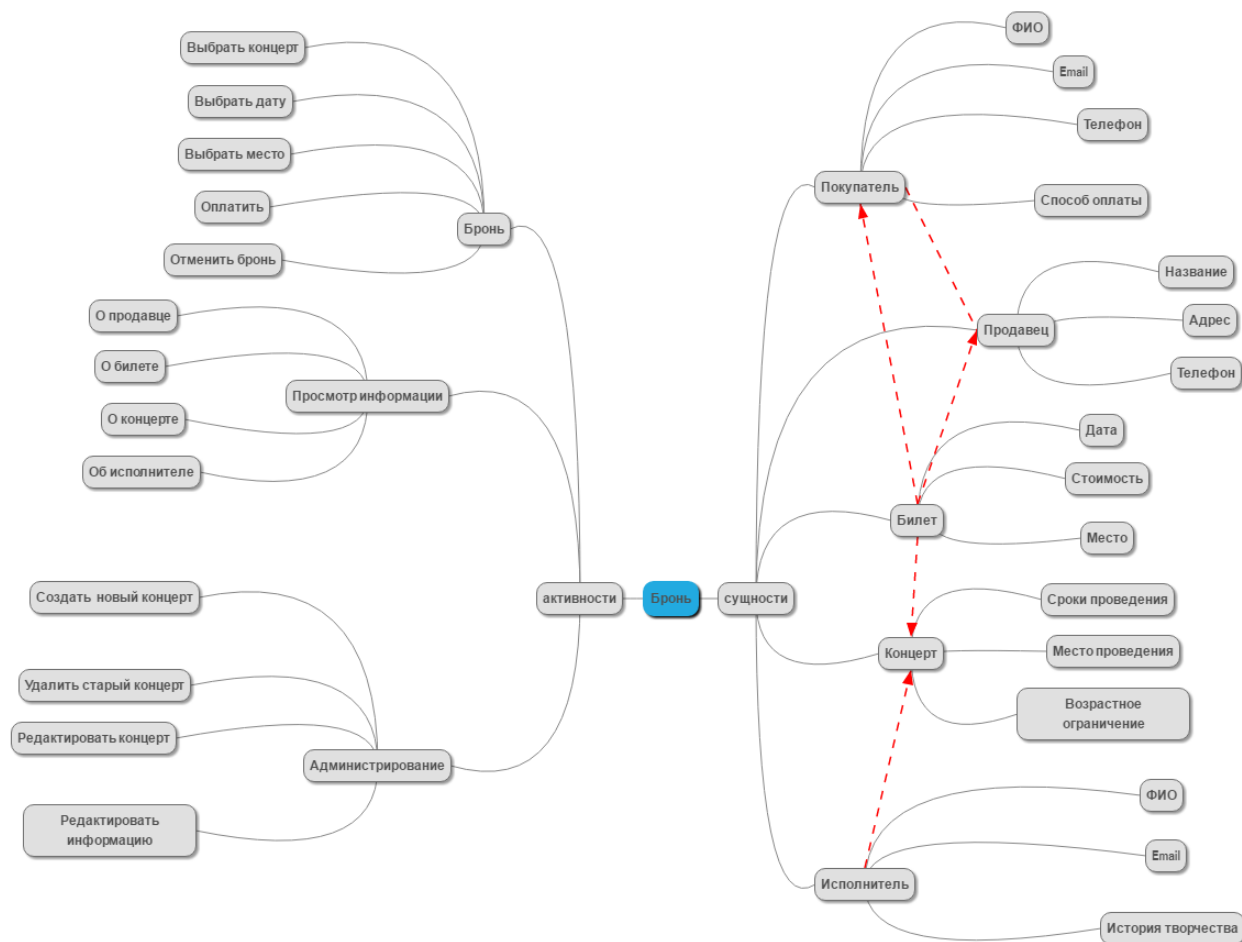 Выбрать концерт
Выбрать дату
Выбрать место
Оплатить
Отменить бронь
Бронь
О продавце
О билете
О концерте
Об исполнителе
Просмотр информации
Создать новый концерт
Удалить старый концерт
Редактировать концерт
Редактировать
информацию
Администрирование
активности
Бронь
сущности
Покупатель
ФИО
Email
Телефон
Способ оплаты
Продавец
Название
Адрес
Телефон
Билет
Дата
Стоимость
Место
Концерт
Сроки проведения
Место проведения
Возрастное
ограничение
Исполнитель
ФИО
Email
История творчества